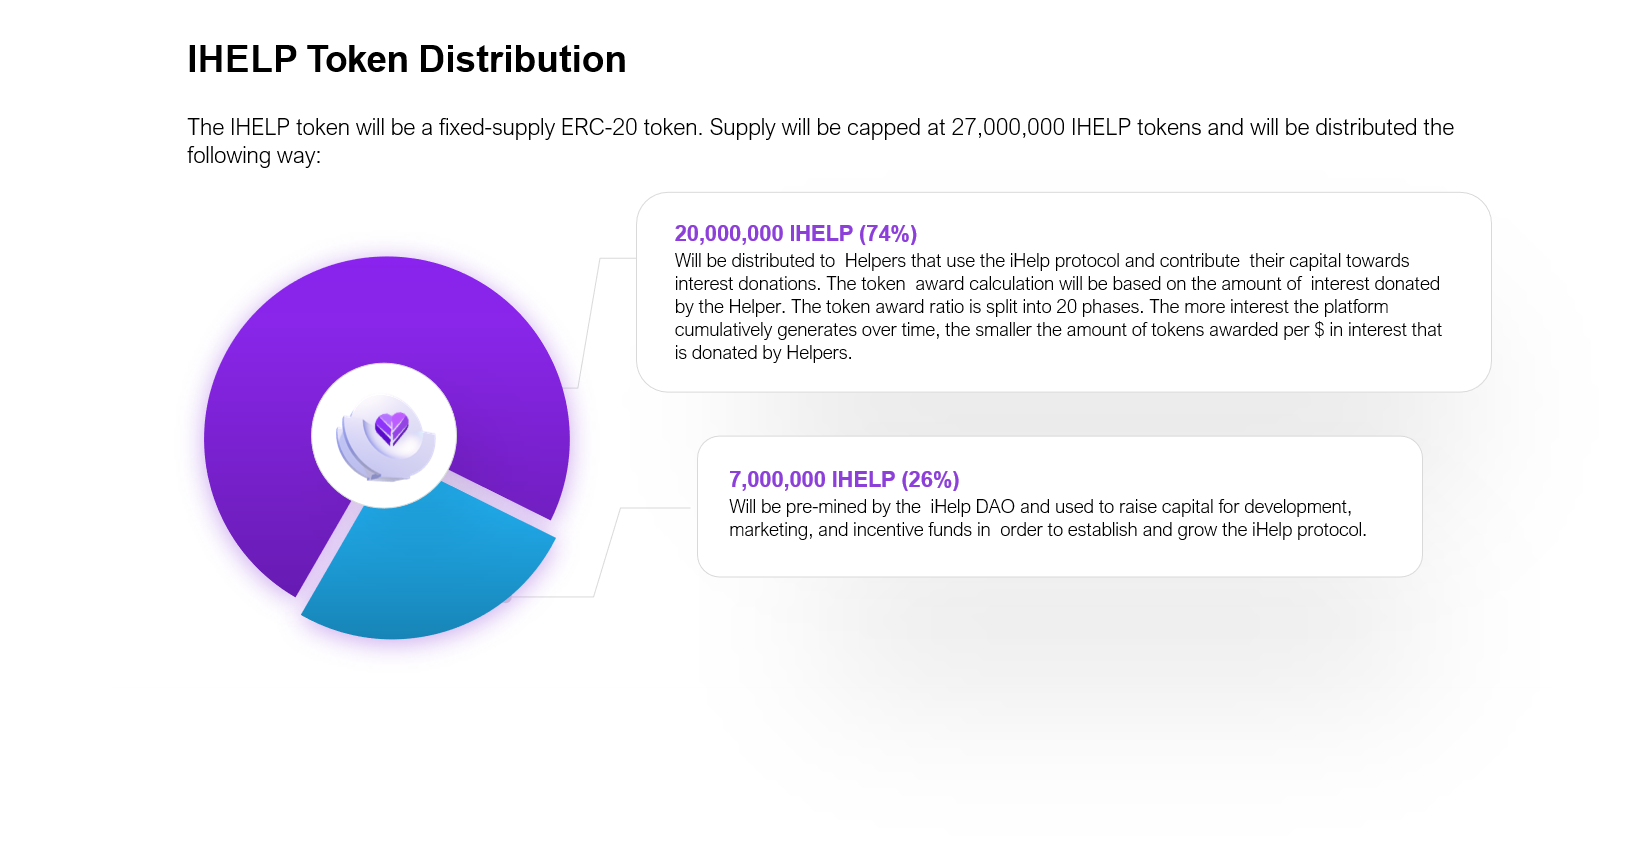 IHELP Token Distribution
The IHELP token will be a fixed-supply ERC-20 token. Supply will be capped at 27,000,000 IHELP tokens and will be distributed the
following way:
20,000,000 IHELP (74%)
Will be distributed to  Helpers that use the iHelp protocol and contribute  their capital towards
interest donations. The token  award calculation will be based on the amount of  interest donated
by the Helper. The token award ratio is split into 20 phases. The more interest the platform
cumulatively generates over time, the smaller the amount of tokens awarded per $ in interest that
is donated by Helpers.
7,000,000 IHELP (26%)
Will be pre-mined by the  iHelp DAO and used to raise capital for development,
marketing, and incentive funds in  order to establish and grow the iHelp protocol.